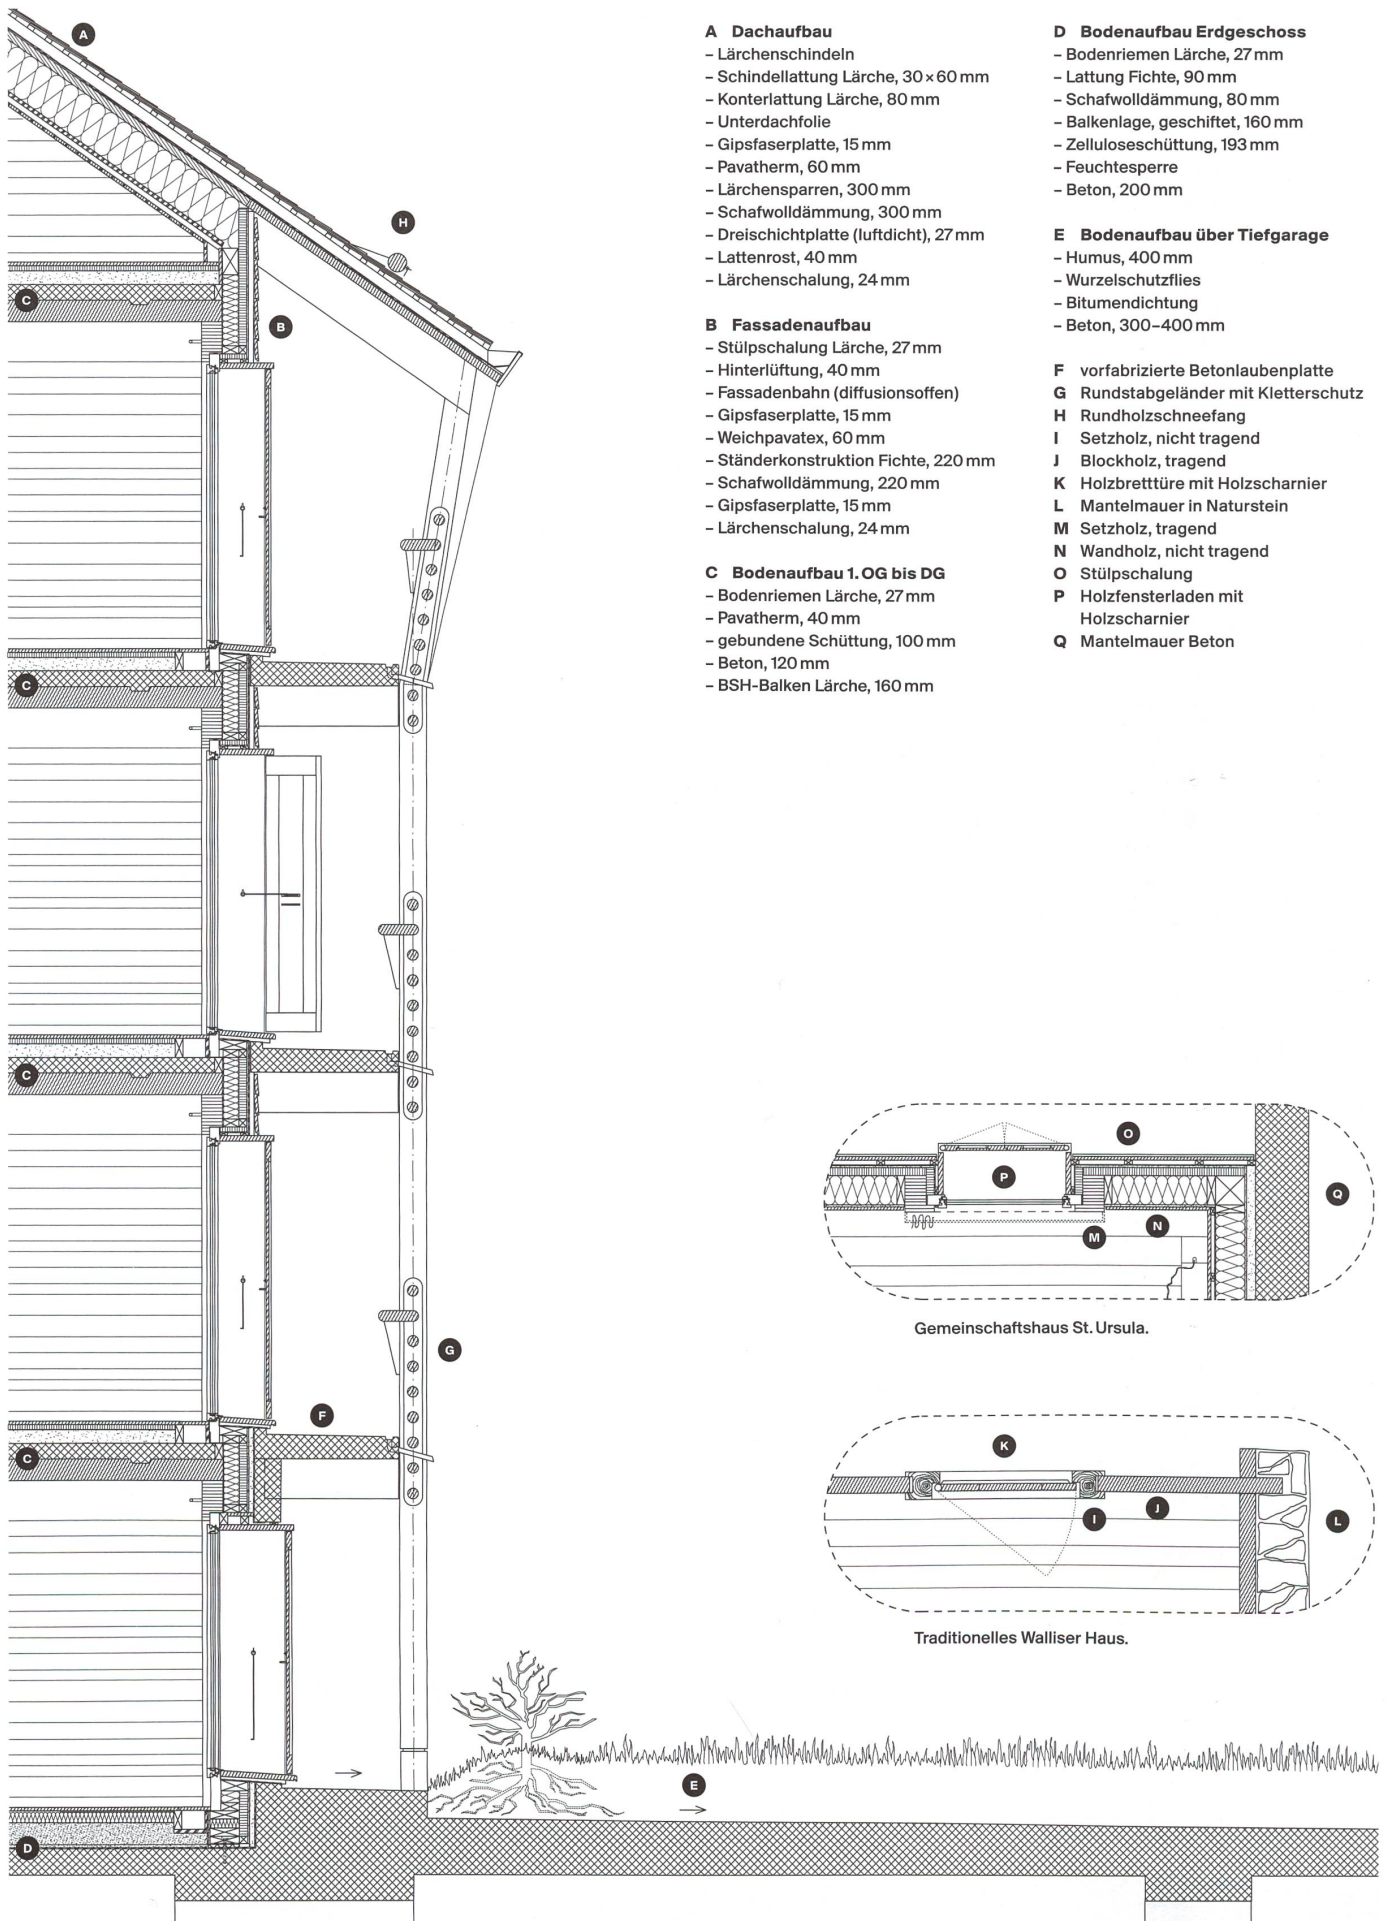 A Dachaufbau
– Lärchenschindeln
– Schindellattung Lärche, 30 × 60 mm
– Konterlattung Lärche, 80 mm
– Unterdachfolie
– Gipsfaserplatte, 15 mm
– Pavatherm, 60 mm
– Lärchensparren, 300 mm
– Schafwolldämmung, 300 mm
– Dreischichtplatte (luftdicht), 27 mm
– Lattenrost, 40 mm
– Lärchenschalung, 24 mm
B Fassadenaufbau
– Stülpschalung Lärche, 27 mm
– Hinterlüftung, 40 mm
– Fassadenbahn (diffusionsoffen)
– Gipsfaserplatte, 15 mm
– Weichpavatex, 60 mm
– Ständerkonstruktion Fichte, 220 mm
– Schafwolldämmung, 220 mm
– Gipsfaserplatte, 15 mm
– Lärchenschalung, 24 mm
C Bodenaufbau 1. OG bis DG
– Bodenriemen Lärche, 27 mm
– Pavatherm, 40 mm
– gebundene Schüttung, 100 mm
– Beton, 120 mm
– BSH-Balken Lärche, 160 mm
D Bodenaufbau Erdgeschoss
– Bodenriemen Lärche, 27 mm
– Lattung Fichte, 90 mm
– Schafwolldämmung, 80 mm
– Balkenlage, geschiftet, 160 mm
– Zelluloseschüttung, 193 mm
– Feuchtesperre
– Beton, 200 mm
E Bodenaufbau über Tiefgarage
– Humus, 400 mm
– Wurzelschutzflies
– Bitumendichtung
– Beton, 300–400 mm
F vorfabrizierte Betonlaubenplatte
G Rundstabgeländer mit Kletterschutz
H Rundholzschneefang
I Setzholz, nicht tragend
J Blockholz, tragend
K Holzbretttüre mit Holzscharnier
L Mantelmauer in Naturstein
M Setzholz, tragend
N Wandholz, nicht tragend
O Stülpschalung
P Holzfensterladen mit
Holzscharnier
Q Mantelmauer Beton
A
H
C
B
C
C
G
F
C
E
D
O
P
Q
N
M
Gemeinschaftshaus St. Ursula.
K
J
I
L
Traditionelles Walliser Haus.